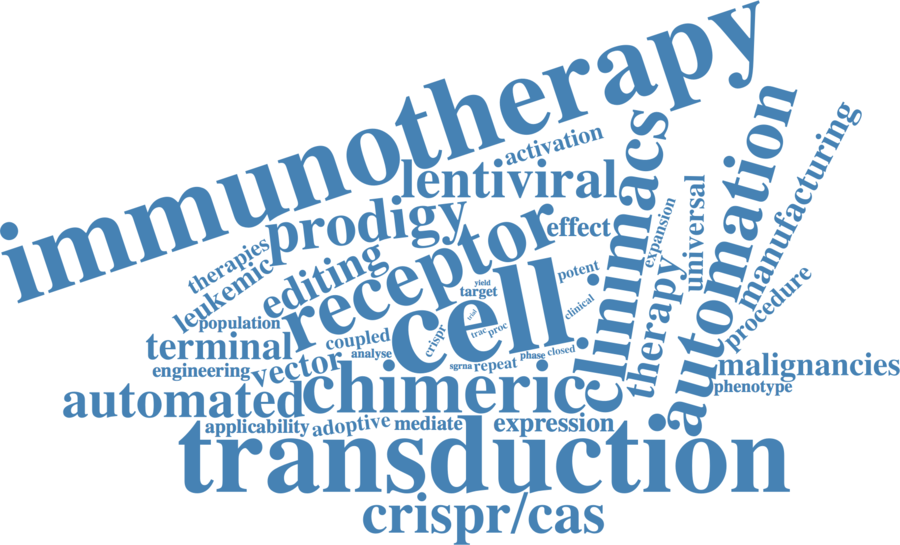 immunotherapy
activation
lentiviral
clinimacs
automation
manufacturing
prodigy
receptor
effect
expansion
universal
therapies
leukemic
editing
potent
therapy
procedure
population
coupled
crispr
cell
yield
target
trial
trac
proc
clinical
terminal
analyse
sgrna
repeat
phase
closed
engineering
vector
chimeric
malignancies
phenotype
automated
applicability
adoptive
mediate
expression
transduction
crispr/cas